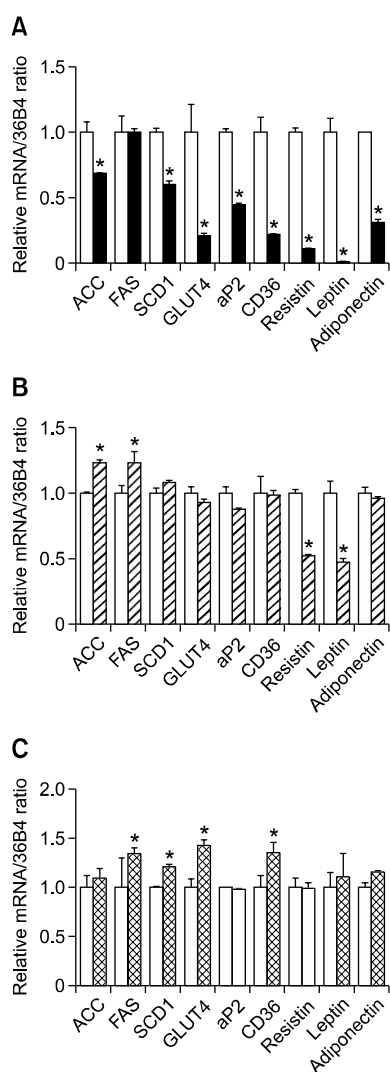 A
Relative mRNA/36B4 ratio
1.5
1.0
0.5
0
* * * * * * * *
ACC FAS SCD1 GLUT4 aP2 CD36 Resistin Leptin Adiponectin
B
Relative mRNA/36B4 ratio
1.5
1.0
0.5
0
* * * *
ACC FAS SCD1 GLUT4 aP2 CD36 Resistin Leptin Adiponectin
C
Relative mRNA/36B4 ratio
2.0
1.5
1.0
0.5
0
* * * *
ACC FAS SCD1 GLUT4 aP2 CD36 Resistin Leptin Adiponectin